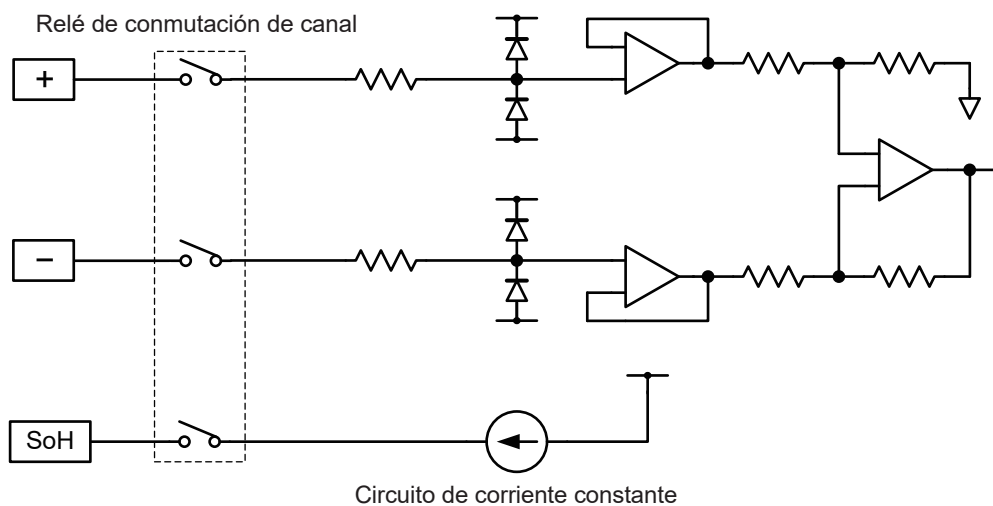 Relé de conmutación de canal
+
−
SoH
Circuito de corriente constante